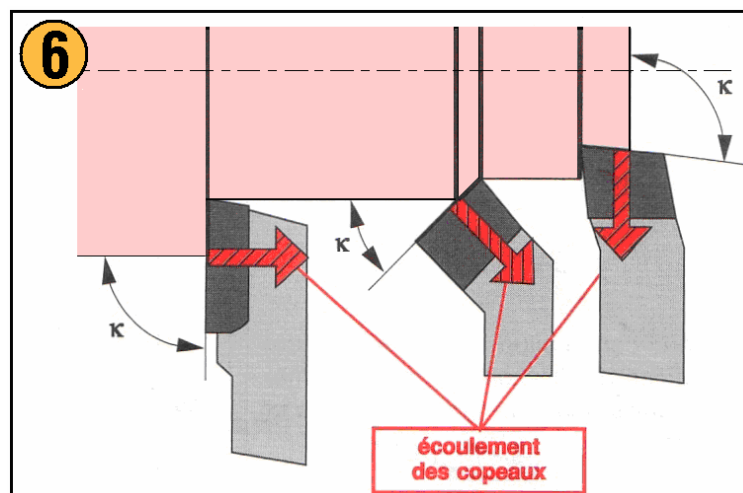 6
κ
κ
κ
écoulement
des copeaux